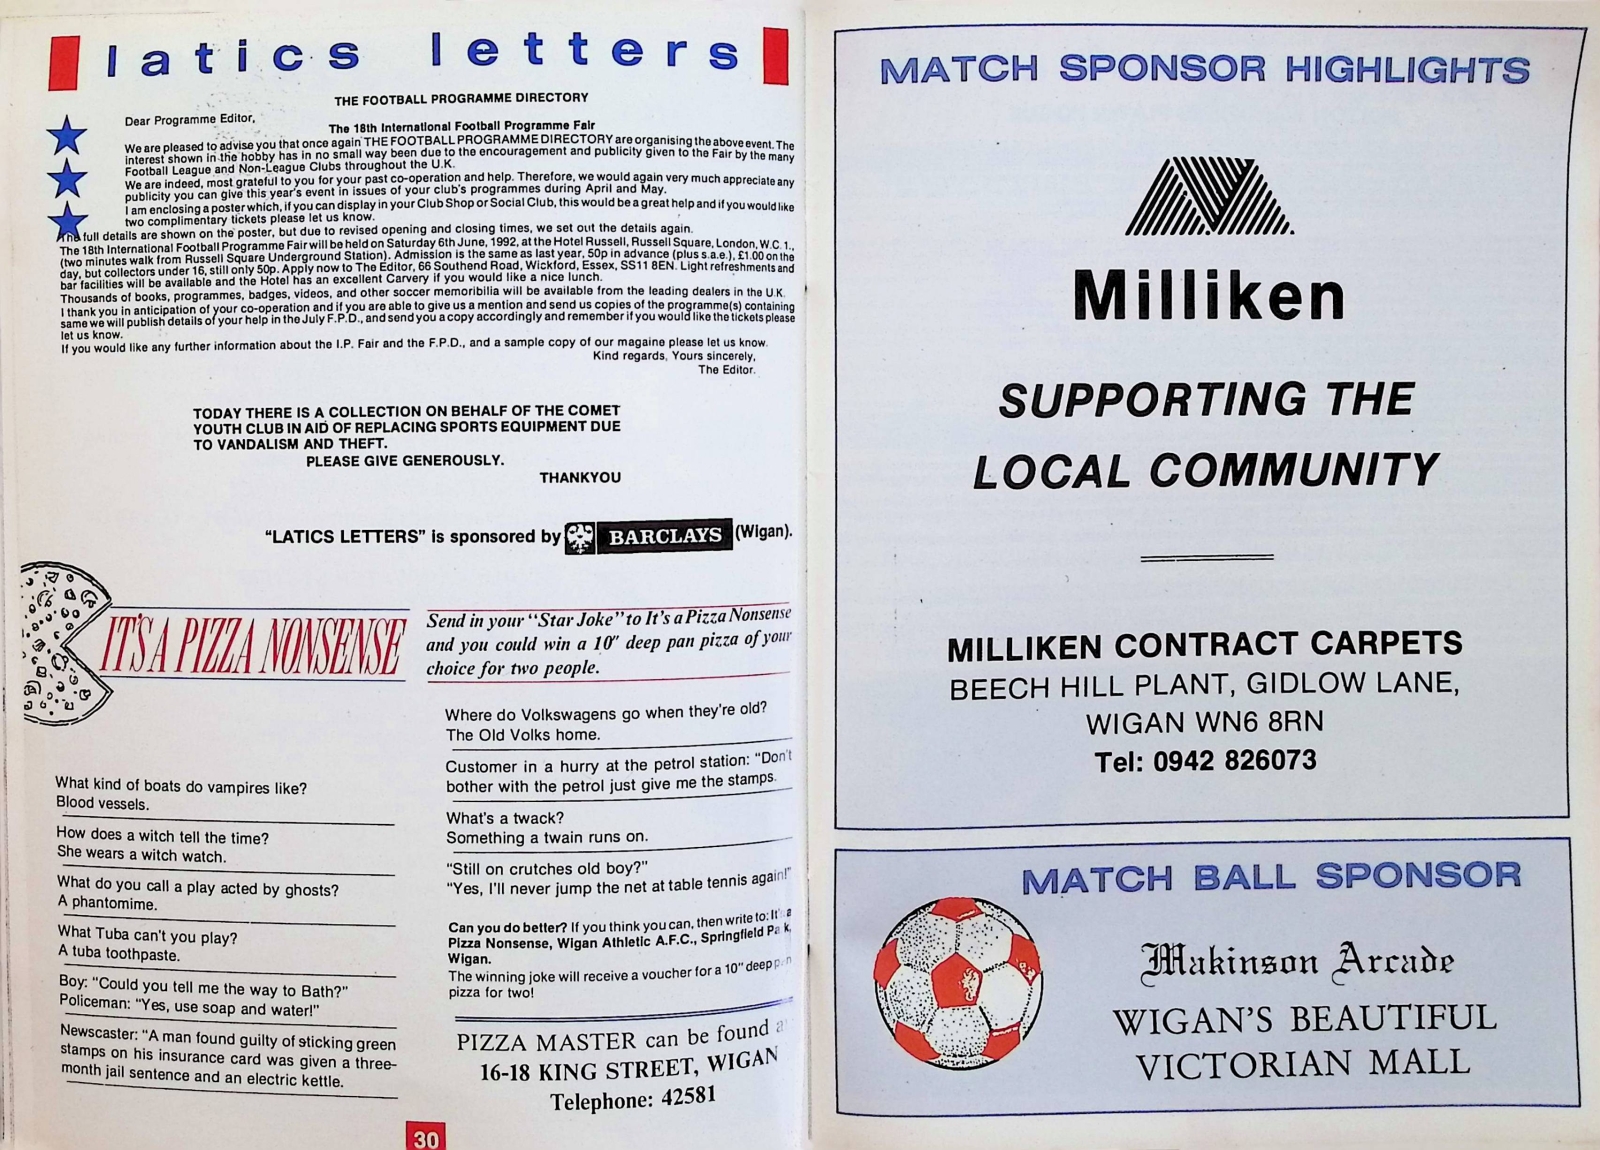 latics letters
THE FOOTBALL PROGRAMME DIRECTORY
Dear Programme Editor,
The 18th International Football Programme Fair
We are pleased to advise you that once again THE FOOTBALL PROGRAMME DIRECTORY are organising the above event. The
interest shown in the hobby has in no small way been due to the encouragement and publicity given to the Fair by the many
Football League and Non-League Clubs throughout the U.K.
We are indeed, most grateful to you for your past co-operation and help. Therefore, we would again very much appreciate any
publicity you can give this year's event in issues of your club's programmes during April and May.
I am enclosing a poster which, if you can display in your Club Shop or Social Club, this would be a great help and if you would like
two complimentary tickets please let us know.
The full details are shown on the poster, but due to revised opening and closing times, we set out the details again.
The 18th International Football Programme Fair will be held on Saturday 6th June, 1992, at the Hotel Russell, Russell Square, London, W.C.1.,
(two minutes walk from Russell Square Underground Station). Admission is the same as last year, 50p in advance (plus s.a.e.), £1.00 on the
day, but collectors under 16, still only 50p. Apply now to The Editor, 66 Southend Road, Wickford, Essex, SS11 8EN. Light refreshments and
bar facilities will be available and the Hotel has an excellent Carvery if you would like a nice lunch.
Thousands of books, programmes, badges, videos, and other soccer memoribilia will be available from the leading dealers in the U.K.
I thank you in anticipation of your co-operation and if you are able to give us a mention and send us copies of the programme(s) containing
same we will publish details of your help in the July F.P.D., and send you a copy accordingly and remember if you would like the tickets please
let us know.
If you would like any further information about the I.P. Fair and the F.P.D., and a sample copy of our magaine please let us know.
Kind regards, Yours sincerely,
The Editor.
TODAY THERE IS A COLLECTION ON BEHALF OF THE COMET
YOUTH CLUB IN AID OF REPLACING SPORTS EQUIPMENT DUE
TO VANDALISM AND THEFT.
PLEASE GIVE GENEROUSLY.
THANKYOU
"LATICS LETTERS" is sponsored by BARCLAYS (Wigan).
IT'S A PIZZA NONSENSE
Send in your "Star Joke" to It's a Pizza Nonsense
and you could win a 10" deep pan pizza of your
choice for two people.
What kind of boats do vampires like?
Blood vessels.
How does a witch tell the time?
She wears a witch watch.
What do you call a play acted by ghosts?
A phantomime.
What Tuba can't you play?
A tuba toothpaste.
Boy: "Could you tell me the way to Bath?"
Policeman: "Yes, use soap and water!"
Newscaster: "A man found guilty of sticking green
stamps on his insurance card was given a three-
month jail sentence and an electric kettle.
Where do Volkswagens go when they're old?
The Old Volks home.
Customer in a hurry at the petrol station: "Don't
bother with the petrol just give me the stamps.
What's a twack?
Something a twain runs on.
"Still on crutches old boy?"
"Yes, I'll never jump the net at table tennis again!"
Can you do better? If you think you can, then write to: It's a
Pizza Nonsense, Wigan Athletic A.F.C., Springfield Park,
Wigan.
The winning joke will receive a voucher for a 10" deep pan
pizza for two!
PIZZA MASTER can be found
16-18 KING STREET, WIGAN
Telephone: 42581
30
MATCH SPONSOR HIGHLIGHTS
Milliken
SUPPORTING THE
LOCAL COMMUNITY
MILLIKEN CONTRACT CARPETS
BEECH HILL PLANT, GIDLOW LANE,
WIGAN WN6 8RN
Tel: 0942 826073
MATCH BALL SPONSOR
Makinson Arcade
WIGAN'S BEAUTIFUL
VICTORIAN MALL